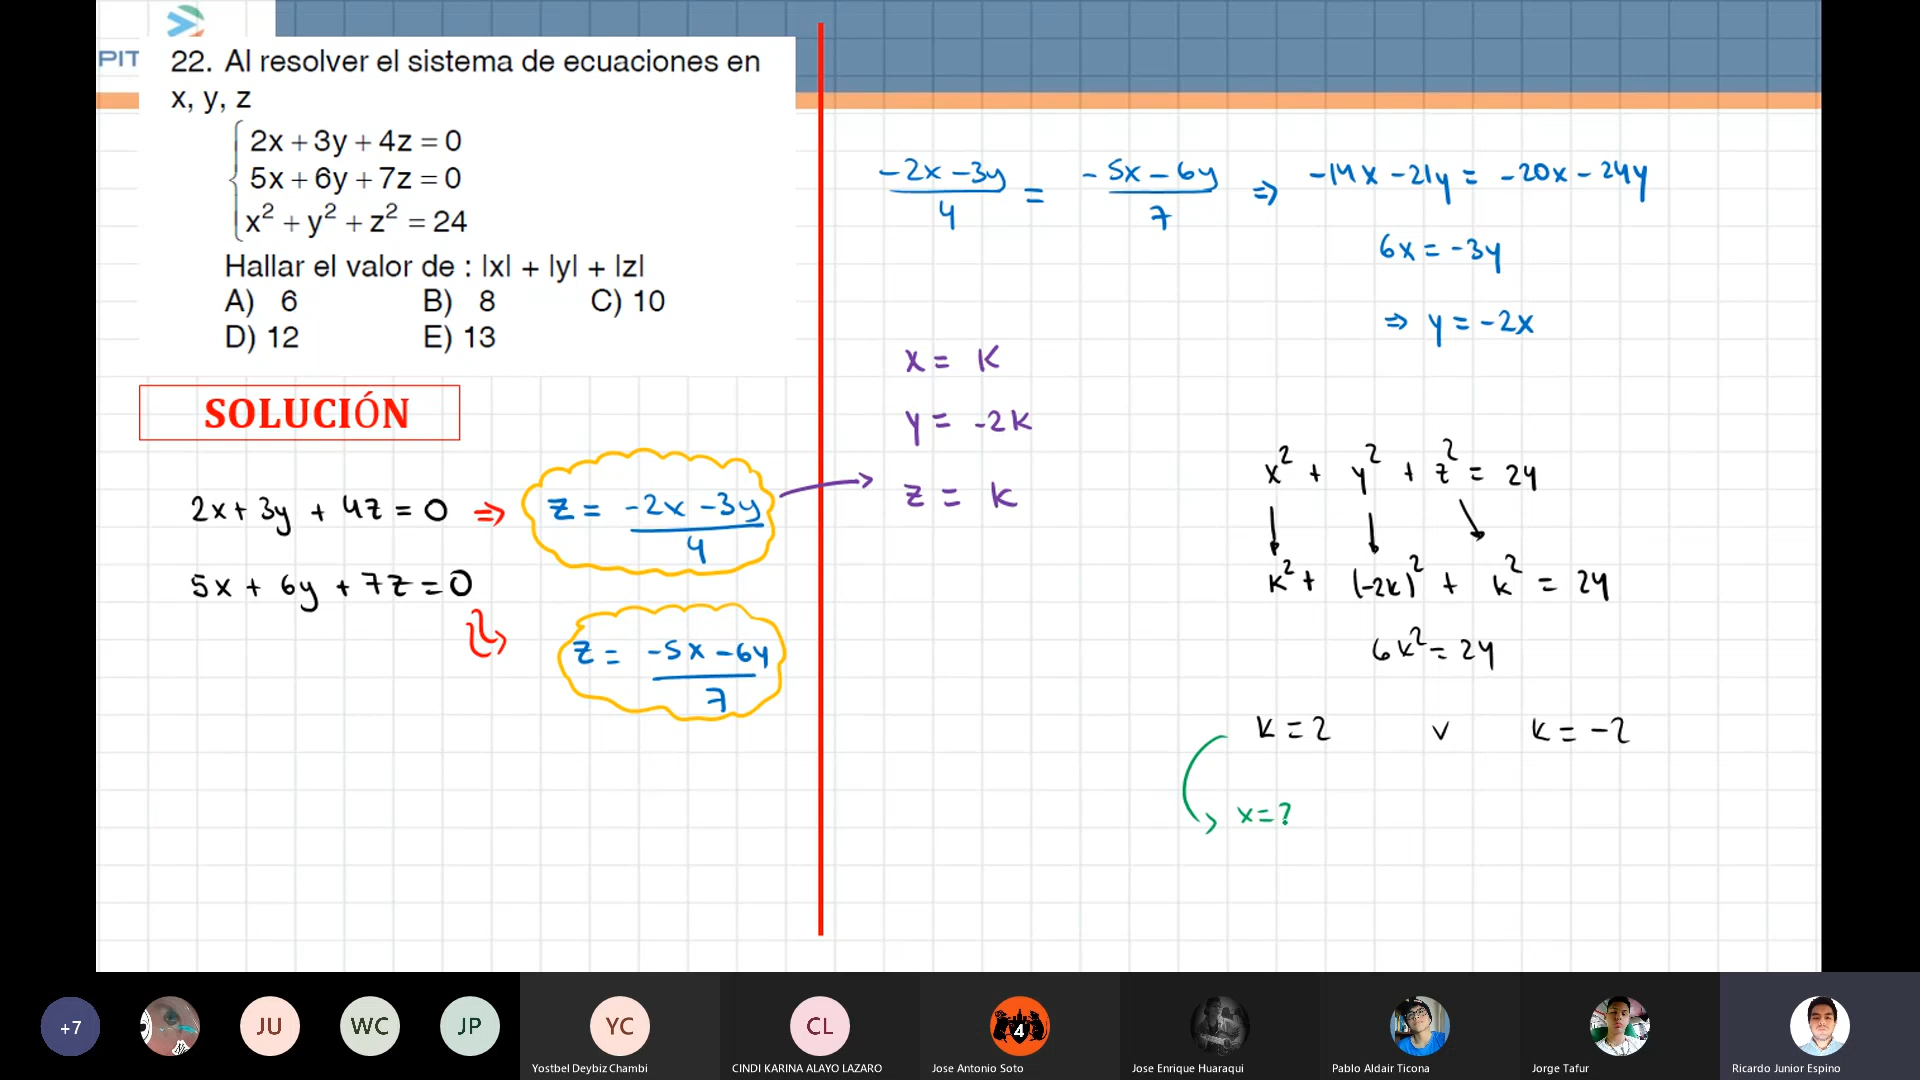 PIT
22. Al resolver el sistema de ecuaciones en
x, y, z
2x + 3y + 4z = 0
5x + 6y + 7z = 0
x² + y² + z² = 24
Hallar el valor de : |x| + |y| + |z|
A) 6 B) 8 C) 10
D) 12 E) 13
SOLUCIÓN
2x + 3y + 4z = 0 ⇒ z = (-2x - 3y)/4
5x + 6y + 7z = 0
z = (-5x - 6y)/7
(-2x - 3y)/4 = (-5x - 6y)/7 ⇒ -14x - 21y = -20x - 24y
6x = -3y
⇒ y = -2x
x = K
y = -2K
z = K
x² + y² + z² = 24
K² + (-2K)² + K² = 24
6K² = 24
K = 2 v K = -2
x = ?
+7
JU
WC
JP
YC
CL
4
Yostbel Deybiz Chambi
CINDI KARINA ALAYO LAZARO
Jose Antonio Soto
Jose Enrique Huaraqui
Pablo Aldair Ticona
Jorge Tafur
Ricardo Junior Espino